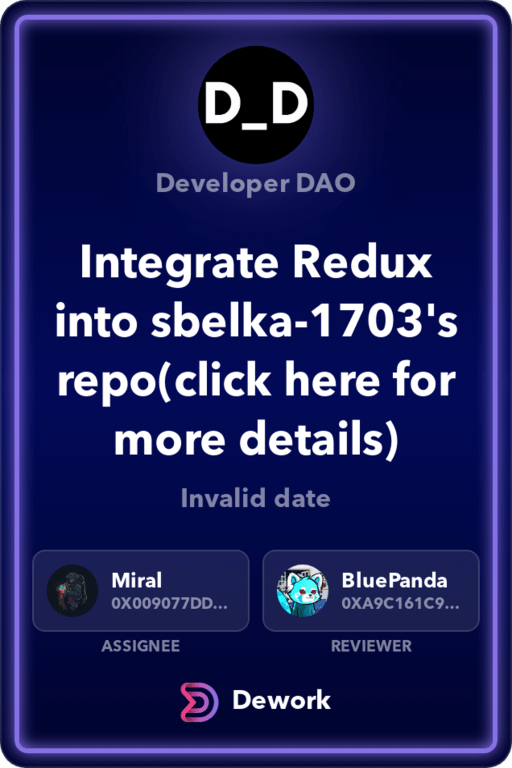 D_D
Developer DAO
Integrate Redux
into sbelka-1703's
repo(click here for
more details)
Invalid date
Miral
0X009077DD...
ASSIGNEE
BluePanda
0XA9C161C9...
REVIEWER
Dework